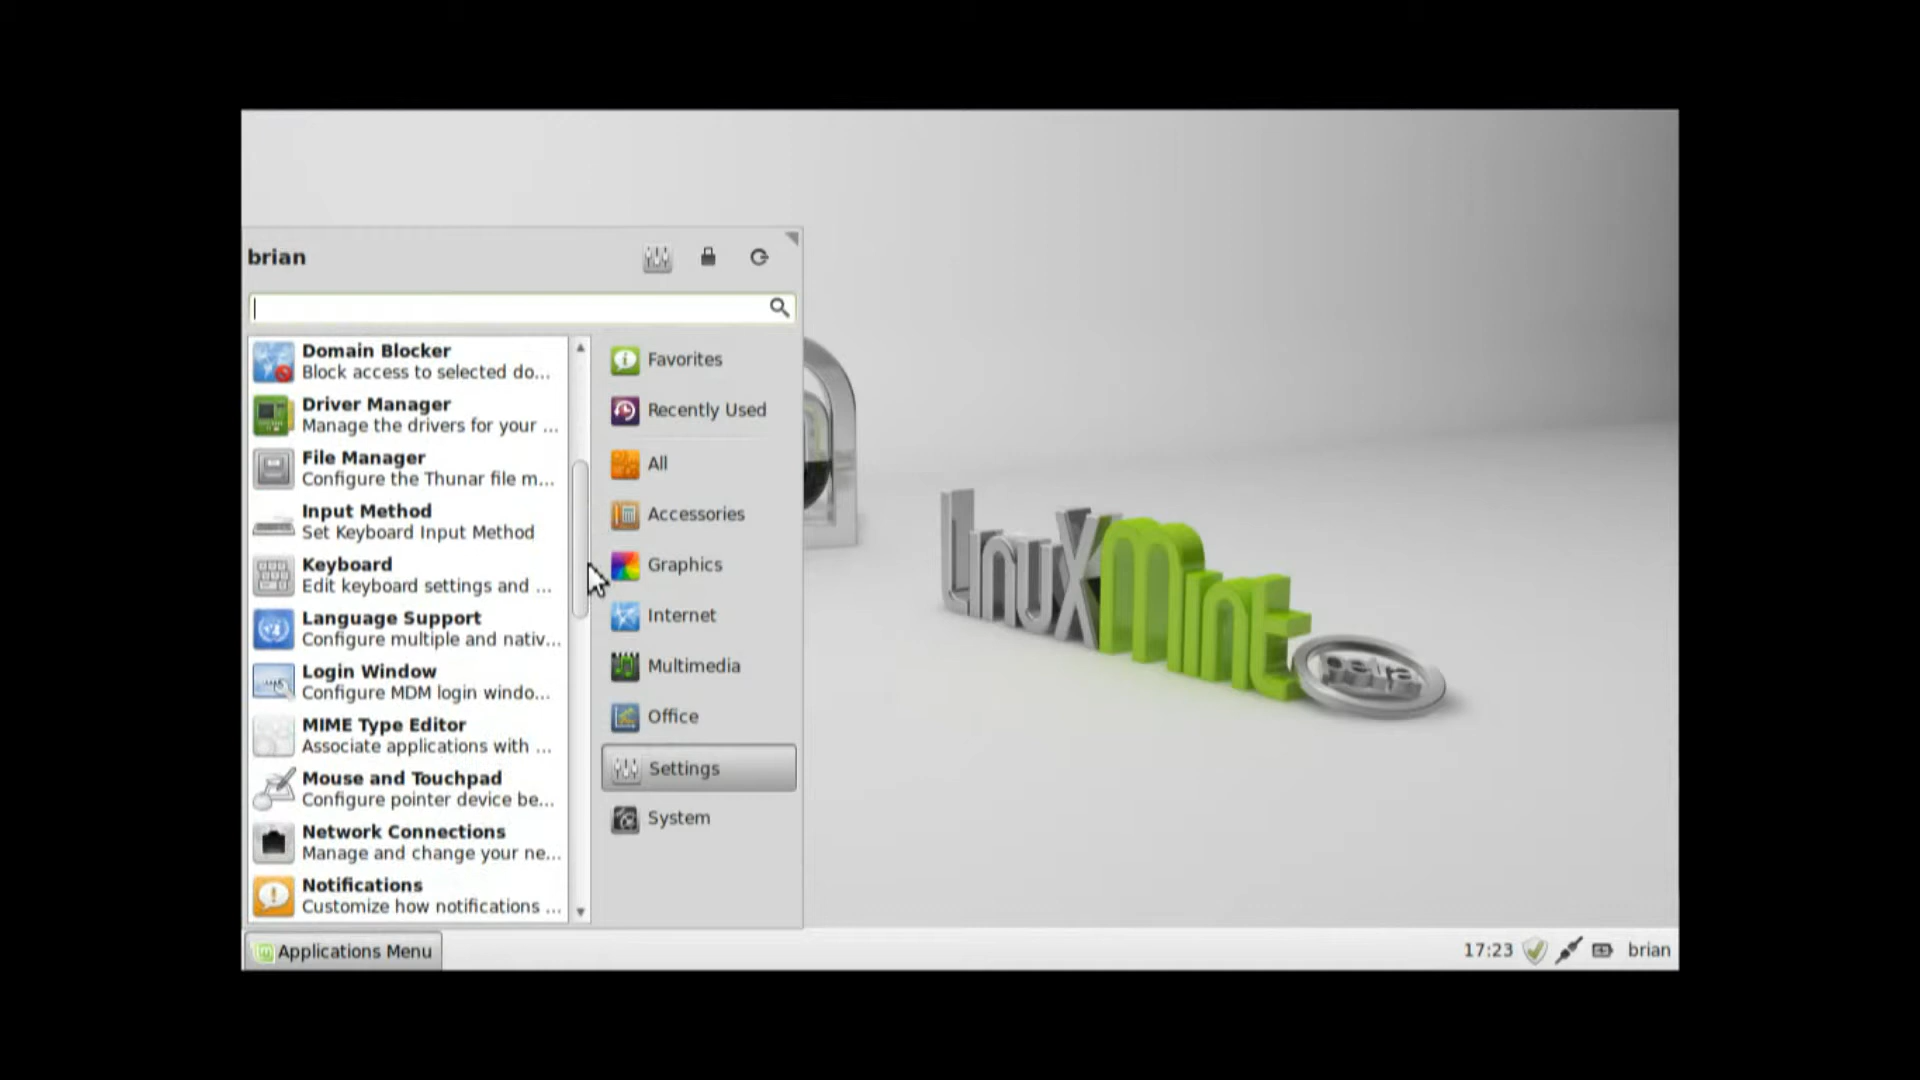 brian
Domain Blocker
Block access to selected do...
Driver Manager
Manage the drivers for your ...
File Manager
Configure the Thunar file m...
Input Method
Set Keyboard Input Method
Keyboard
Edit keyboard settings and ...
Language Support
Configure multiple and nativ...
Login Window
Configure MDM login windo...
MIME Type Editor
Associate applications with ...
Mouse and Touchpad
Configure pointer device be...
Network Connections
Manage and change your ne...
Notifications
Customize how notifications ...
Favorites
Recently Used
All
Accessories
Graphics
Internet
Multimedia
Office
Settings
System
LinuxMint
petra
Applications Menu
17:23
brian